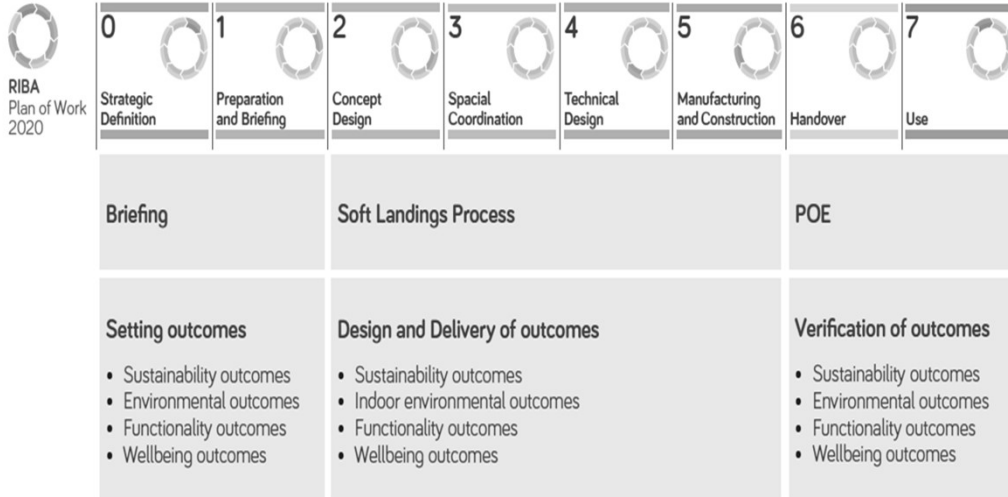 RIBA
Plan of Work
2020
0
Strategic
Definition
1
Preparation
and Briefing
2
Concept
Design
3
Spacial
Coordination
4
Technical
Design
5
Manufacturing
and Construction
6
Handover
7
Use
Briefing
Soft Landings Process
POE
Setting outcomes
• Sustainability outcomes
• Environmental outcomes
• Functionality outcomes
• Wellbeing outcomes
Design and Delivery of outcomes
• Sustainability outcomes
• Indoor environmental outcomes
• Functionality outcomes
• Wellbeing outcomes
Verification of outcomes
• Sustainability outcomes
• Environmental outcomes
• Functionality outcomes
• Wellbeing outcomes